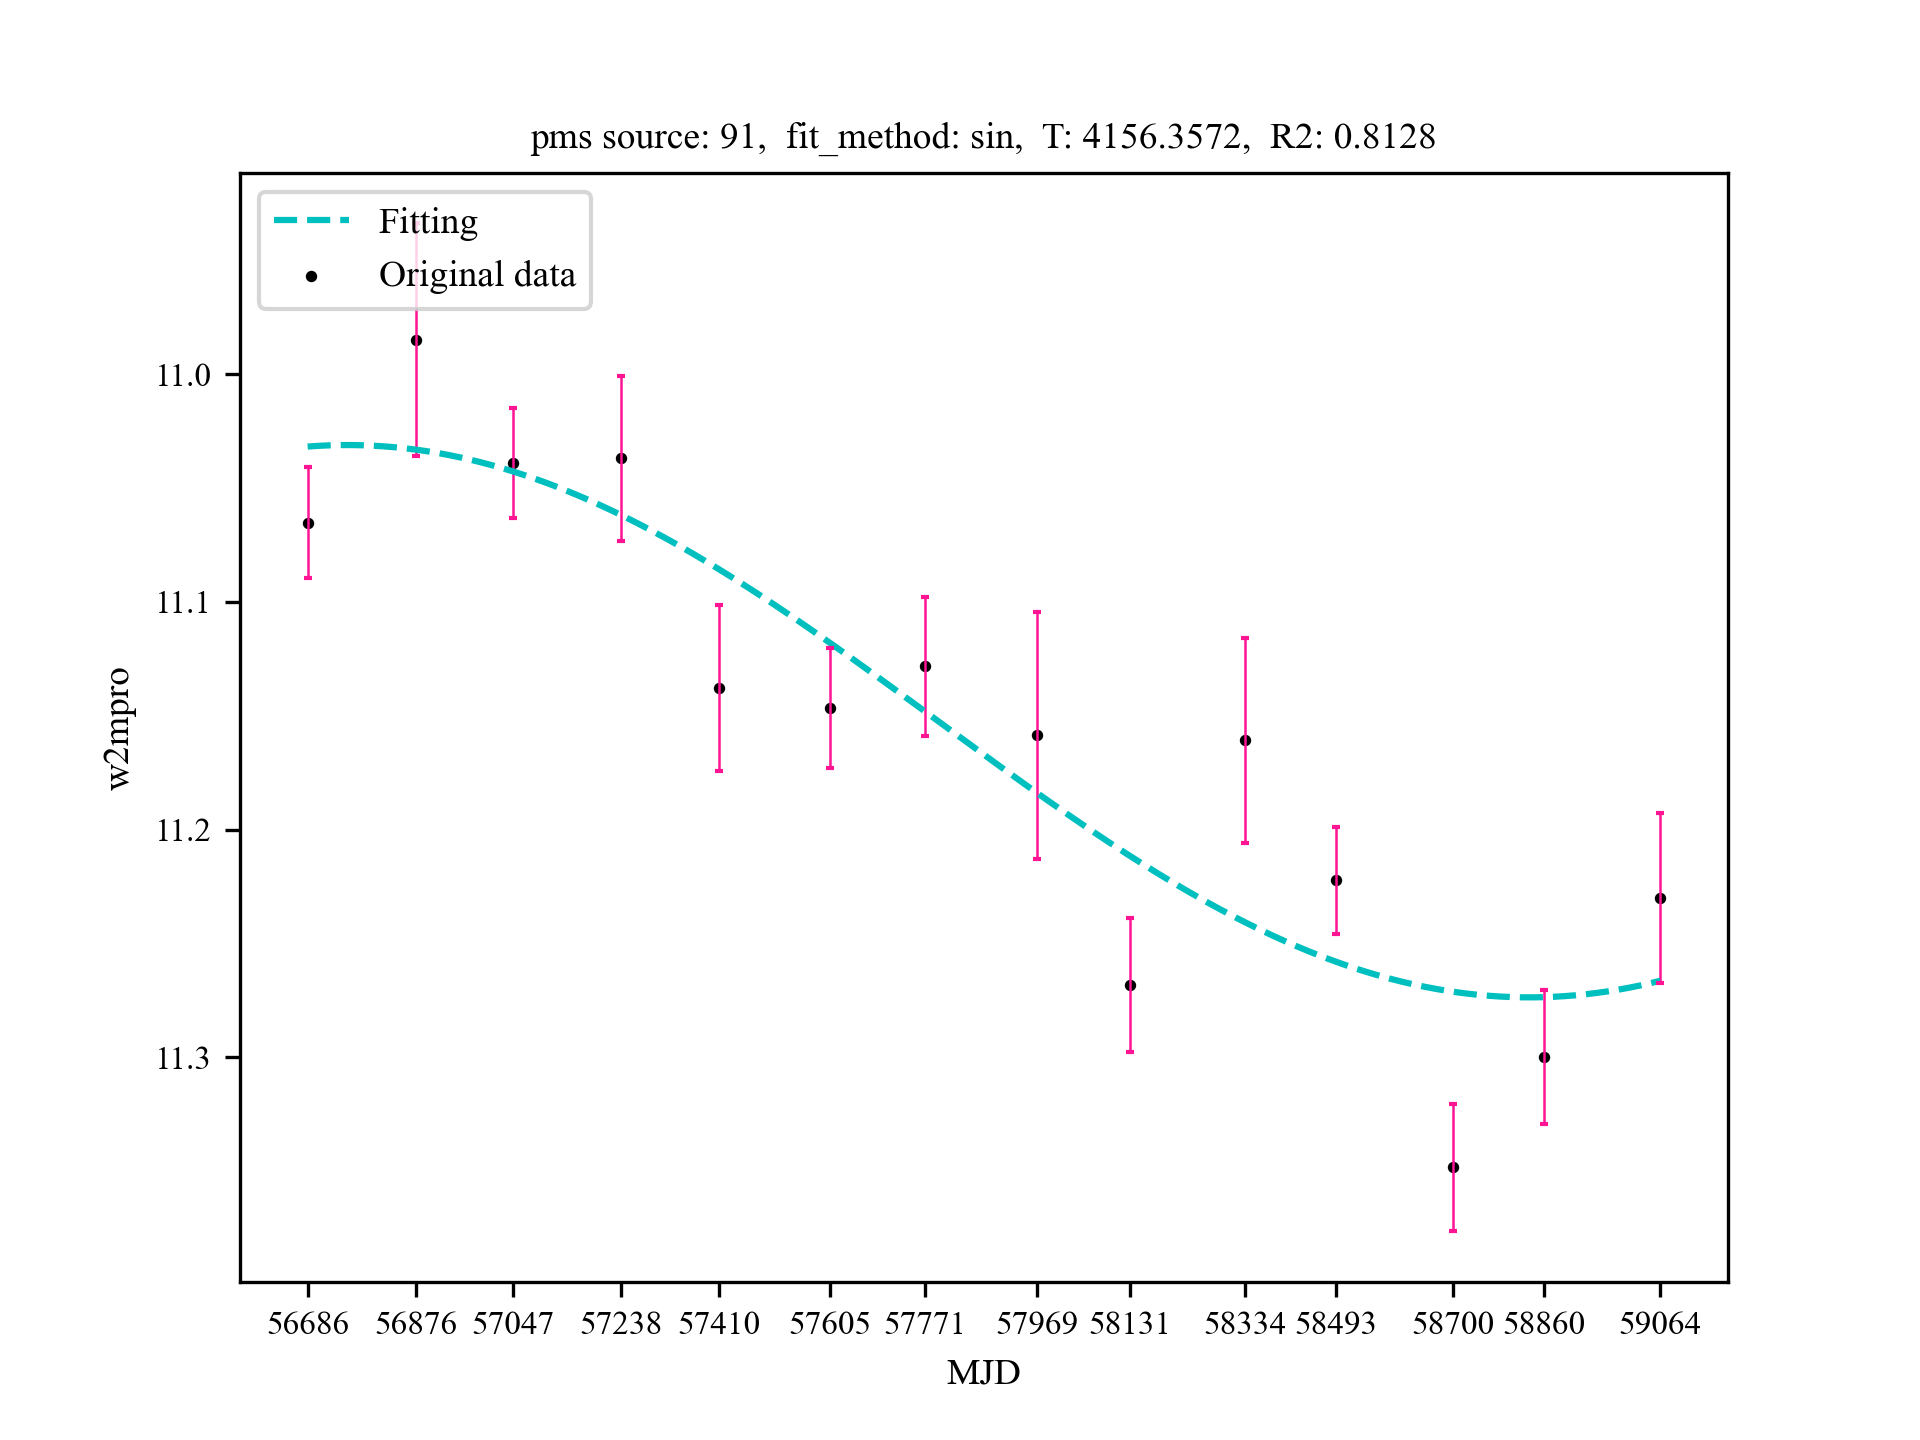 pms source: 91, fit_method: sin, T: 4156.3572, R2: 0.8128
Fitting
Original data
11.0
11.1
11.2
11.3
w2mpro
56686 56876 57047 57238 57410 57605 57771 57969 58131 58334 58493 58700 58860 59064
MJD